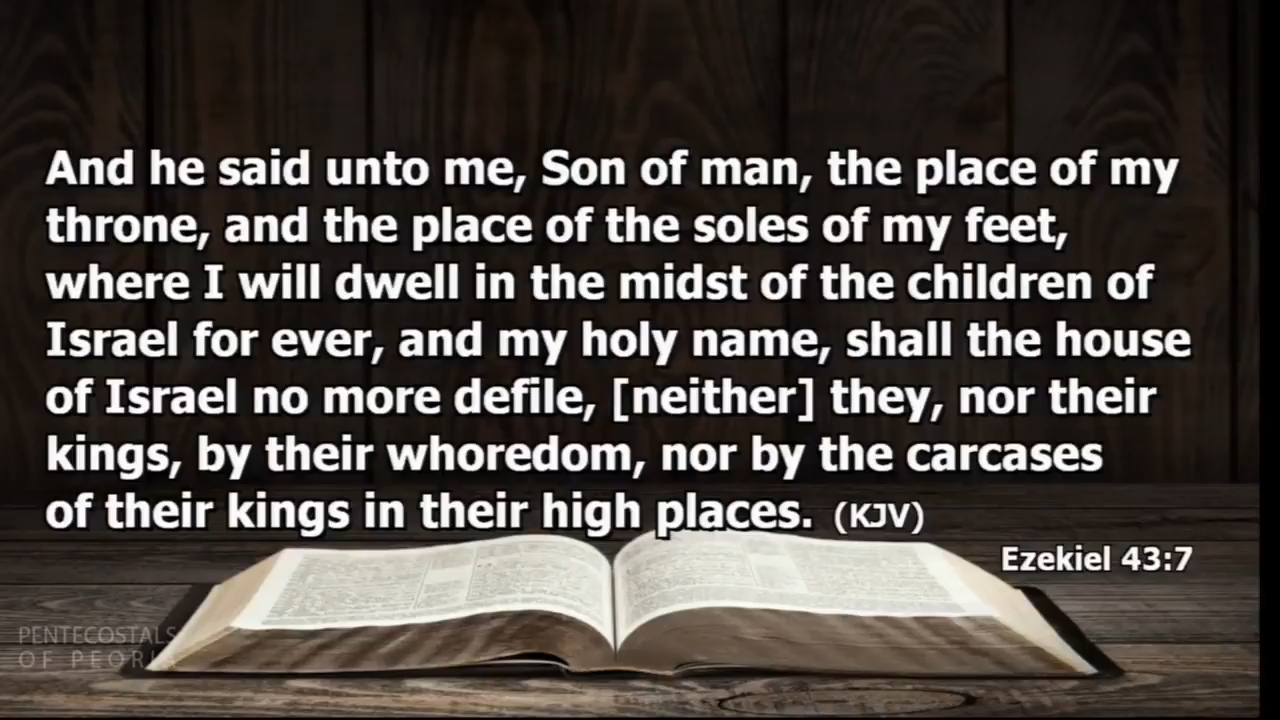 And he said unto me, Son of man, the place of my
throne, and the place of the soles of my feet,
where I will dwell in the midst of the children of
Israel for ever, and my holy name, shall the house
of Israel no more defile, [neither] they, nor their
kings, by their whoredom, nor by the carcases
of their kings in their high places. (KJV)
Ezekiel 43:7
PENTECOSTALS
OF PEORIA